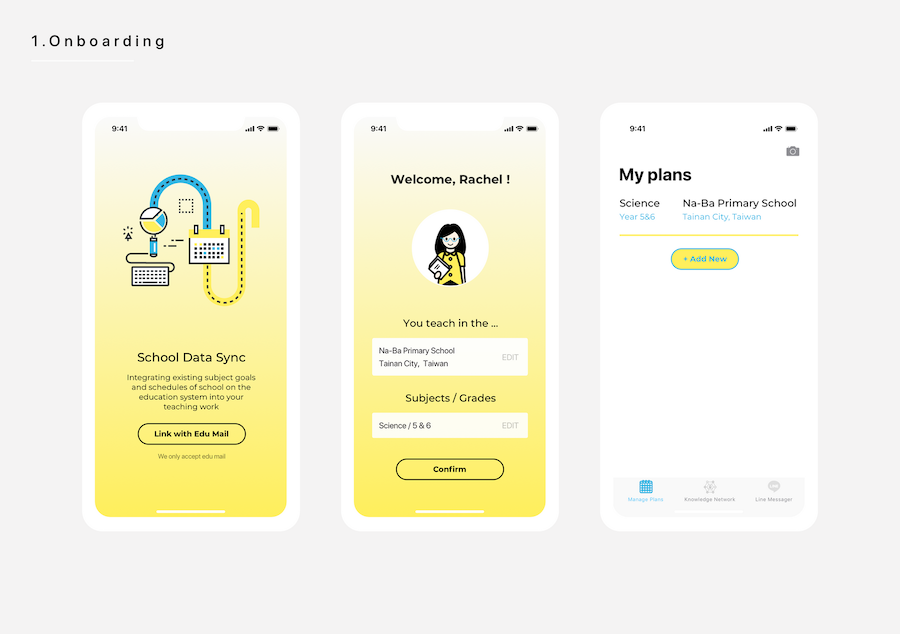 1.Onboarding
9:41
School Data Sync
Integrating existing subject goals
and schedules of school on the
education system into your
teaching work
Link with Edu Mail
We only accept edu mail
9:41
Welcome, Rachel !
You teach in the ...
Na-Ba Primary School
Tainan City, Taiwan
EDIT
Subjects / Grades
Science / 5 & 6
EDIT
Confirm
9:41
My plans
Science
Na-Ba Primary School
Year 5&6
Tainan City, Taiwan
+ Add New
Manage Plans
Knowledge Network
Line Messager